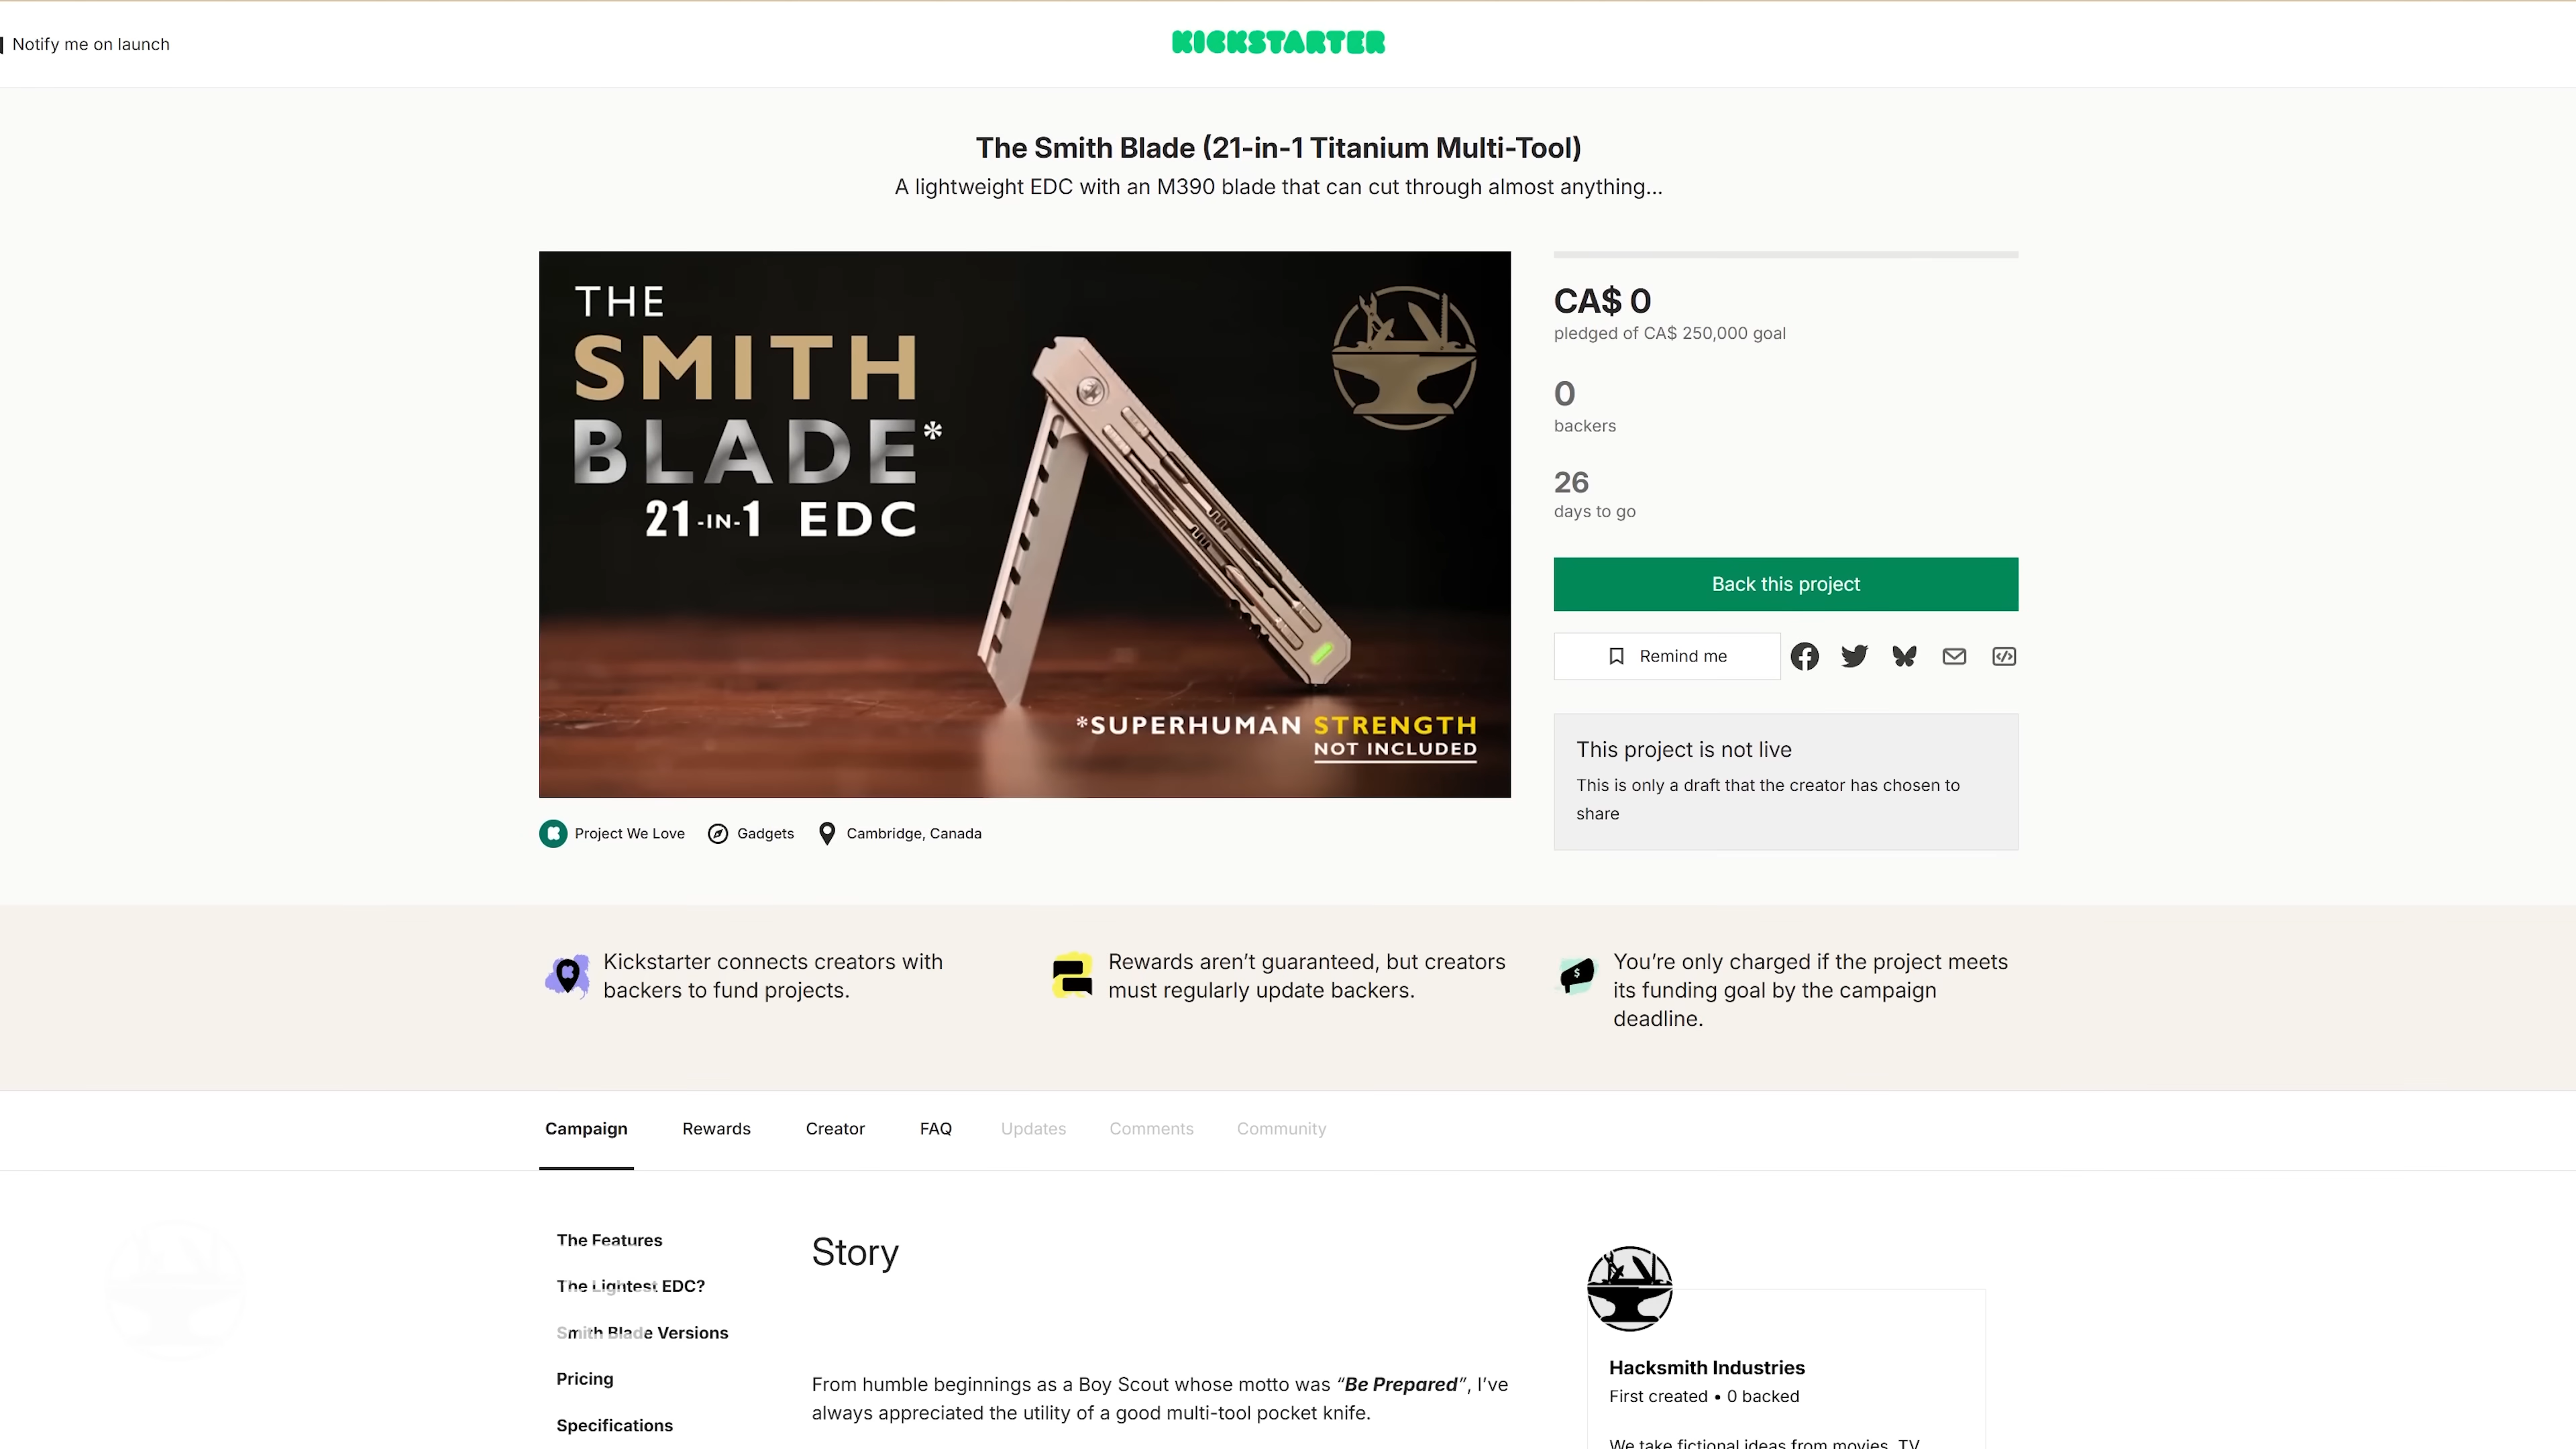 Notify me on launch
KICKSTARTER
The Smith Blade (21-in-1 Titanium Multi-Tool)
A lightweight EDC with an M390 blade that can cut through almost anything...
THE
SMITH
BLADE*
21-IN-1 EDC
*SUPERHUMAN STRENGTH
NOT INCLUDED
CA$ 0
pledged of CA$ 250,000 goal
0
backers
26
days to go
Back this project
Remind me
This project is not live
This is only a draft that the creator has chosen to
share
Project We Love
Gadgets
Cambridge, Canada
Kickstarter connects creators with
backers to fund projects.
Rewards aren’t guaranteed, but creators
must regularly update backers.
You’re only charged if the project meets
its funding goal by the campaign
deadline.
Campaign
Rewards
Creator
FAQ
Updates
Comments
Community
The Features
The Lightest EDC?
Smith Blade Versions
Pricing
Specifications
Story
From humble beginnings as a Boy Scout whose motto was “Be Prepared”, I’ve
always appreciated the utility of a good multi-tool pocket knife.
Hacksmith Industries
First created • 0 backed
We take fictional ideas from movies, TV